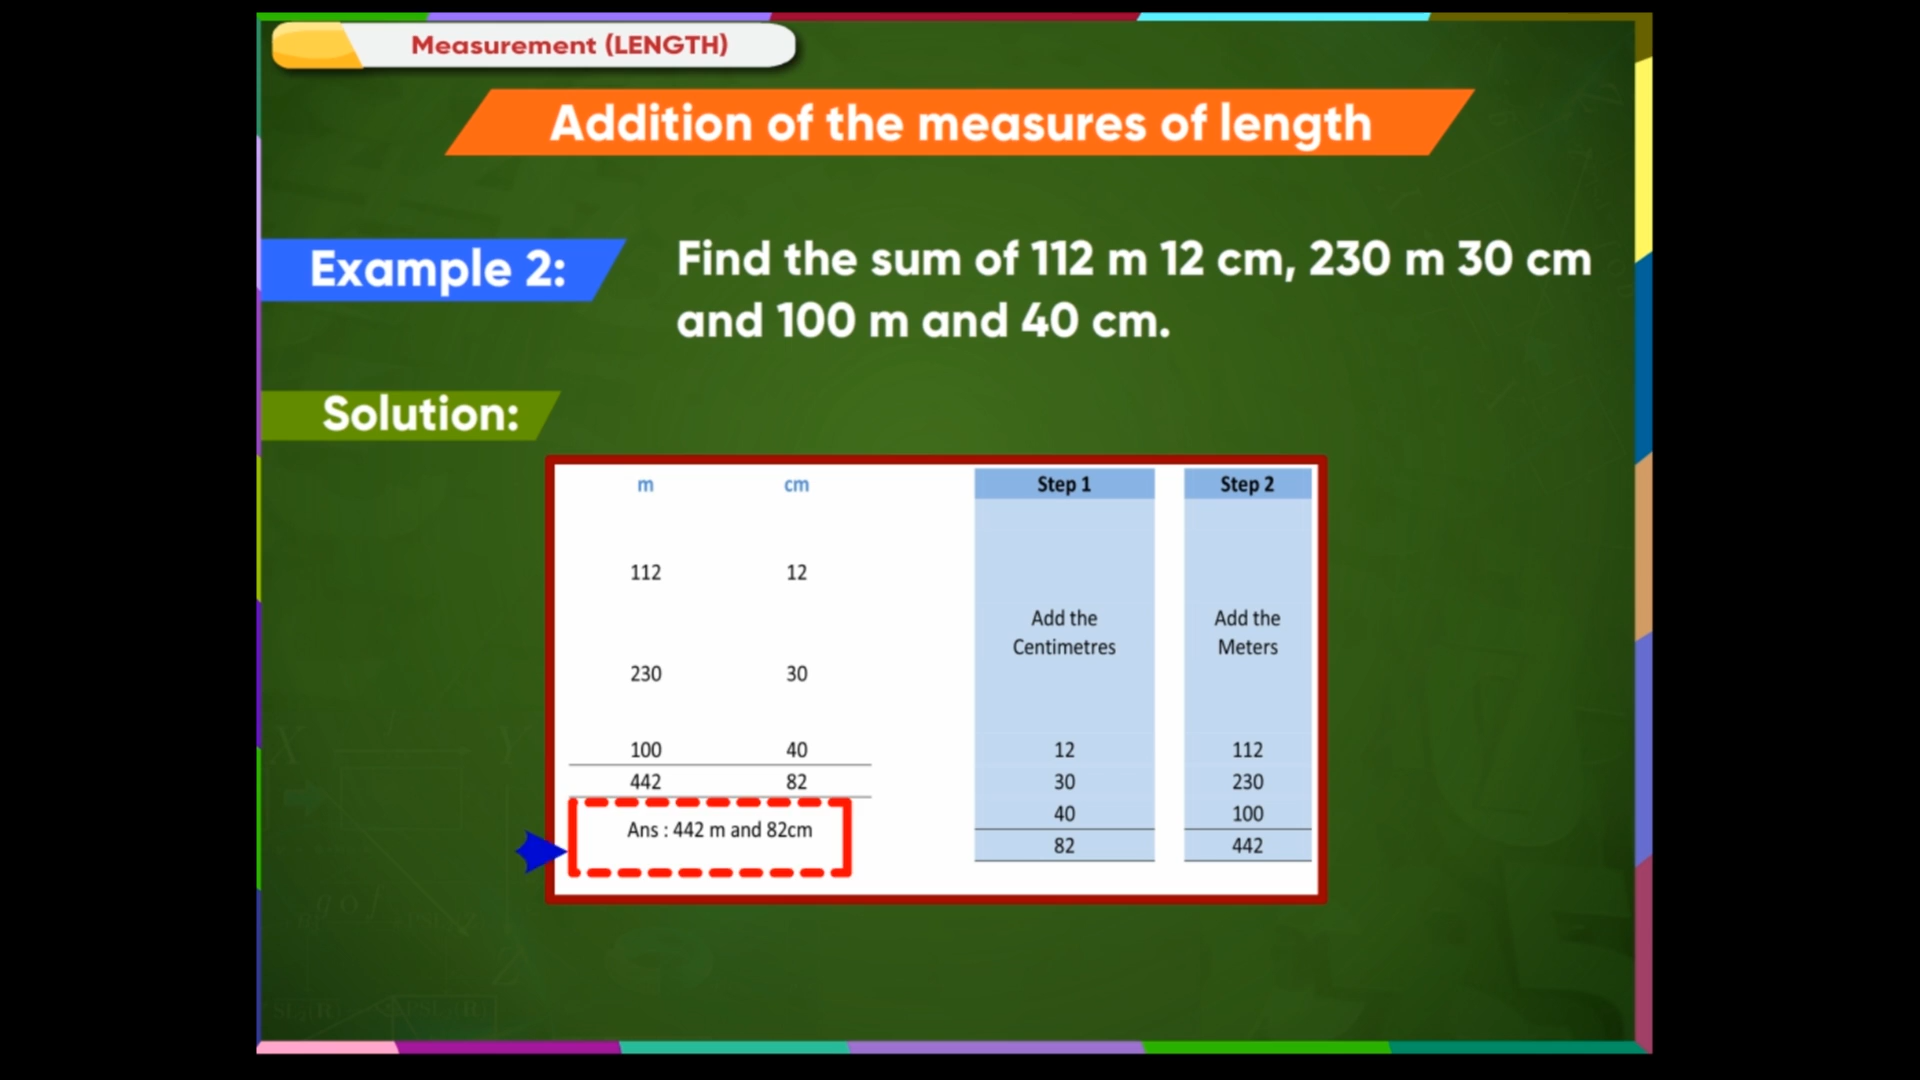 Measurement (LENGTH)
Addition of the measures of length
Example 2:
Find the sum of 112 m 12 cm, 230 m 30 cm
and 100 m and 40 cm.
Solution:
m cm
112 12
230 30
100 40
442 82
Ans : 442 m and 82cm
Step 1
Add the
Centimetres
12
30
40
82
Step 2
Add the
Meters
112
230
100
442